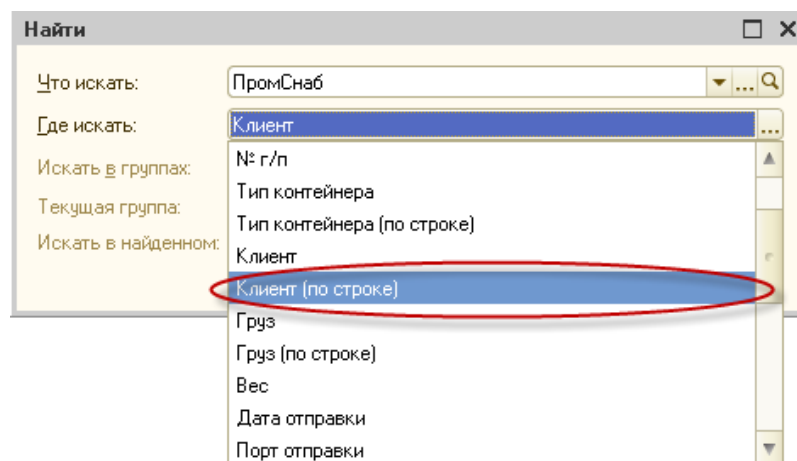 Найти
Что искать:
ПромСнаб
...
Где искать:
Клиент
...
Искать в группах:
Текущая группа:
Искать в найденном:
№ г/п
Тип контейнера
Тип контейнера (по строке)
Клиент
Клиент (по строке)
Груз
Груз (по строке)
Вес
Дата отправки
Порт отправки